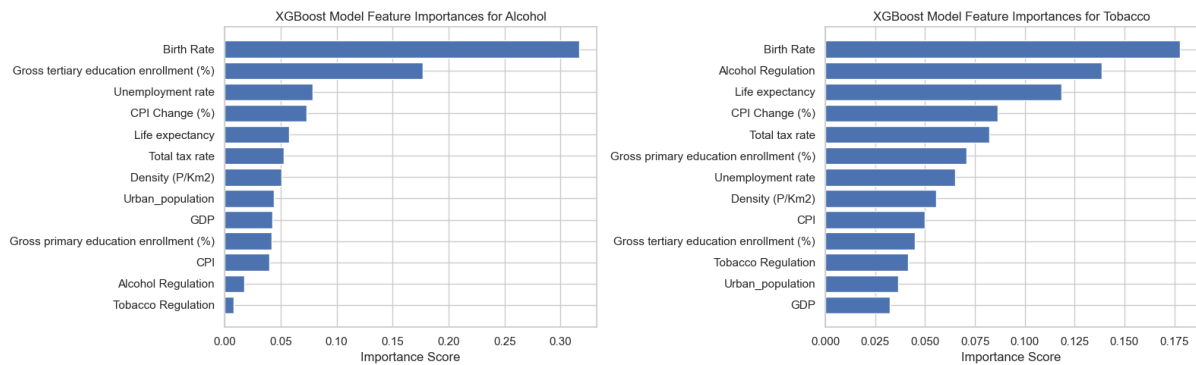 XGBoost Model Feature Importances for Alcohol
Birth Rate
Gross tertiary education enrollment (%)
Unemployment rate
CPI Change (%)
Life expectancy
Total tax rate
Density (P/Km2)
Urban_population
GDP
Gross primary education enrollment (%)
CPI
Alcohol Regulation
Tobacco Regulation
0.00 0.05 0.10 0.15 0.20 0.25 0.30
Importance Score
XGBoost Model Feature Importances for Tobacco
Birth Rate
Alcohol Regulation
Life expectancy
CPI Change (%)
Total tax rate
Gross primary education enrollment (%)
Unemployment rate
Density (P/Km2)
CPI
Gross tertiary education enrollment (%)
Tobacco Regulation
Urban_population
GDP
0.000 0.025 0.050 0.075 0.100 0.125 0.150 0.175
Importance Score